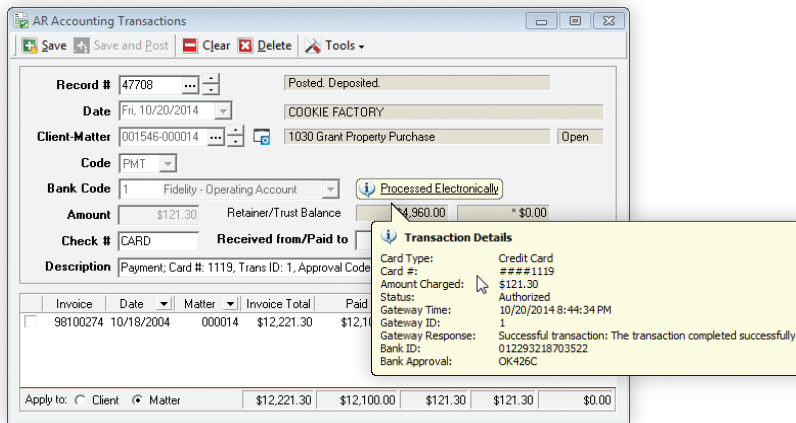 AR Accounting Transactions
Save Save and Post Clear Delete Tools
Record # 47708 ... Posted. Deposited.
Date Fri, 10/20/2014 COOKIE FACTORY
Client-Matter 001546-000014 ... 1030 Grant Property Purchase Open
Code PMT
Bank Code 1 Fidelity - Operating Account Processed Electronically
Amount $121.30 Retainer/Trust Balance 4,960.00 * $0.00
Check # CARD Received from/Paid to
Description Payment; Card #: 1119, Trans ID: 1, Approval Code
Transaction Details
Card Type: Credit Card
Card #: ####1119
Amount Charged: $121.30
Status: Authorized
Gateway Time: 10/20/2014 8:44:34 PM
Gateway ID: 1
Gateway Response: Successful transaction: The transaction completed successfully
Bank ID: 012293218703522
Bank Approval: OK426C
Invoice Date Matter Invoice Total Paid
98100274 10/18/2004 000014 $12,221.30 $12,10
Apply to: Client Matter $12,221.30 $12,100.00 $121.30 $121.30 $0.00